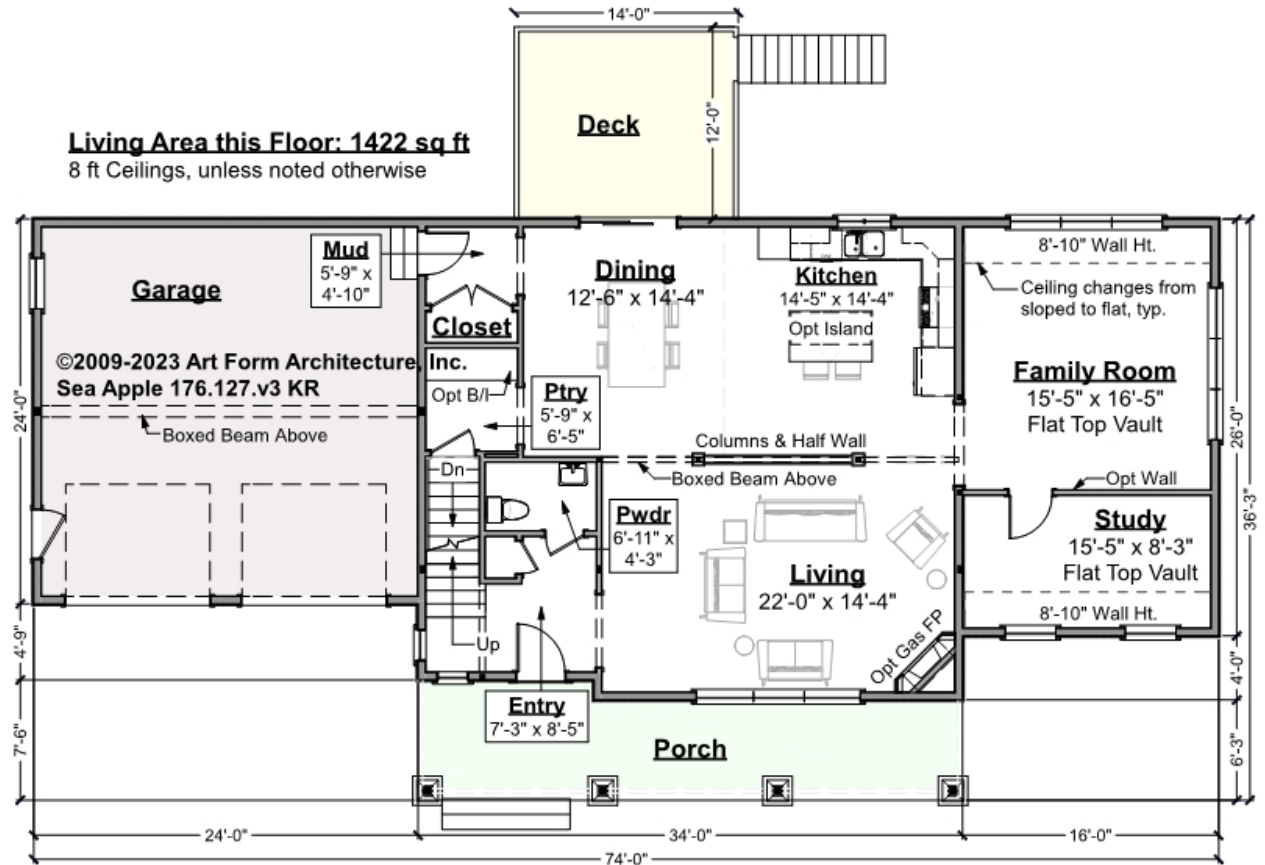 14'-0"
12'-0"
Deck
Living Area this Floor: 1422 sq ft
8 ft Ceilings, unless noted otherwise
Mud
5'-9" x
4'-10"
Garage
Closet
Dining
12'-6" x 14'-4"
Kitchen
14'-5" x 14'-4"
Opt Island
8'-10" Wall Ht.
Ceiling changes from
sloped to flat, typ.
©2009-2023 Art Form Architecture, Inc.
Sea Apple 176.127.v3 KR
Opt B/I
Ptry
5'-9" x
6'-5"
Family Room
15'-5" x 16'-5"
Flat Top Vault
24'-0"
26'-0"
36'-3"
Boxed Beam Above
Columns & Half Wall
Boxed Beam Above
Dn
Opt Wall
Pwdr
6'-11" x
4'-3"
Study
15'-5" x 8'-3"
Flat Top Vault
8'-10" Wall Ht.
Living
22'-0" x 14'-4"
Opt Gas FP
Up
4'-9"
4'-0"
Entry
7'-3" x 8'-5"
Porch
7'-6"
6'-3"
24'-0"
34'-0"
16'-0"
74'-0"